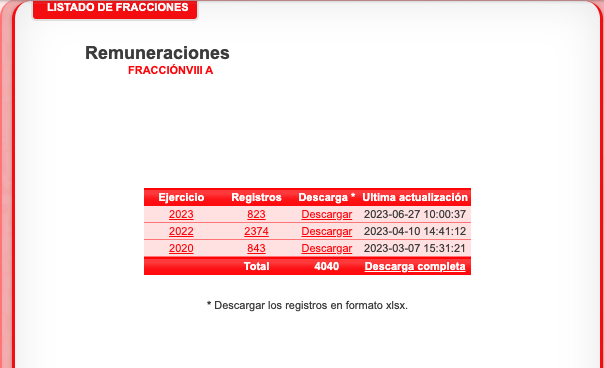 LISTADO DE FRACCIONES
Remuneraciones
FRACCIÓNVIII A
Ejercicio Registros Descarga * Ultima actualización
2023 823 Descargar 2023-06-27 10:00:37
2022 2374 Descargar 2023-04-10 14:41:12
2020 843 Descargar 2023-03-07 15:31:21
Total 4040 Descarga completa
* Descargar los registros en formato xlsx.